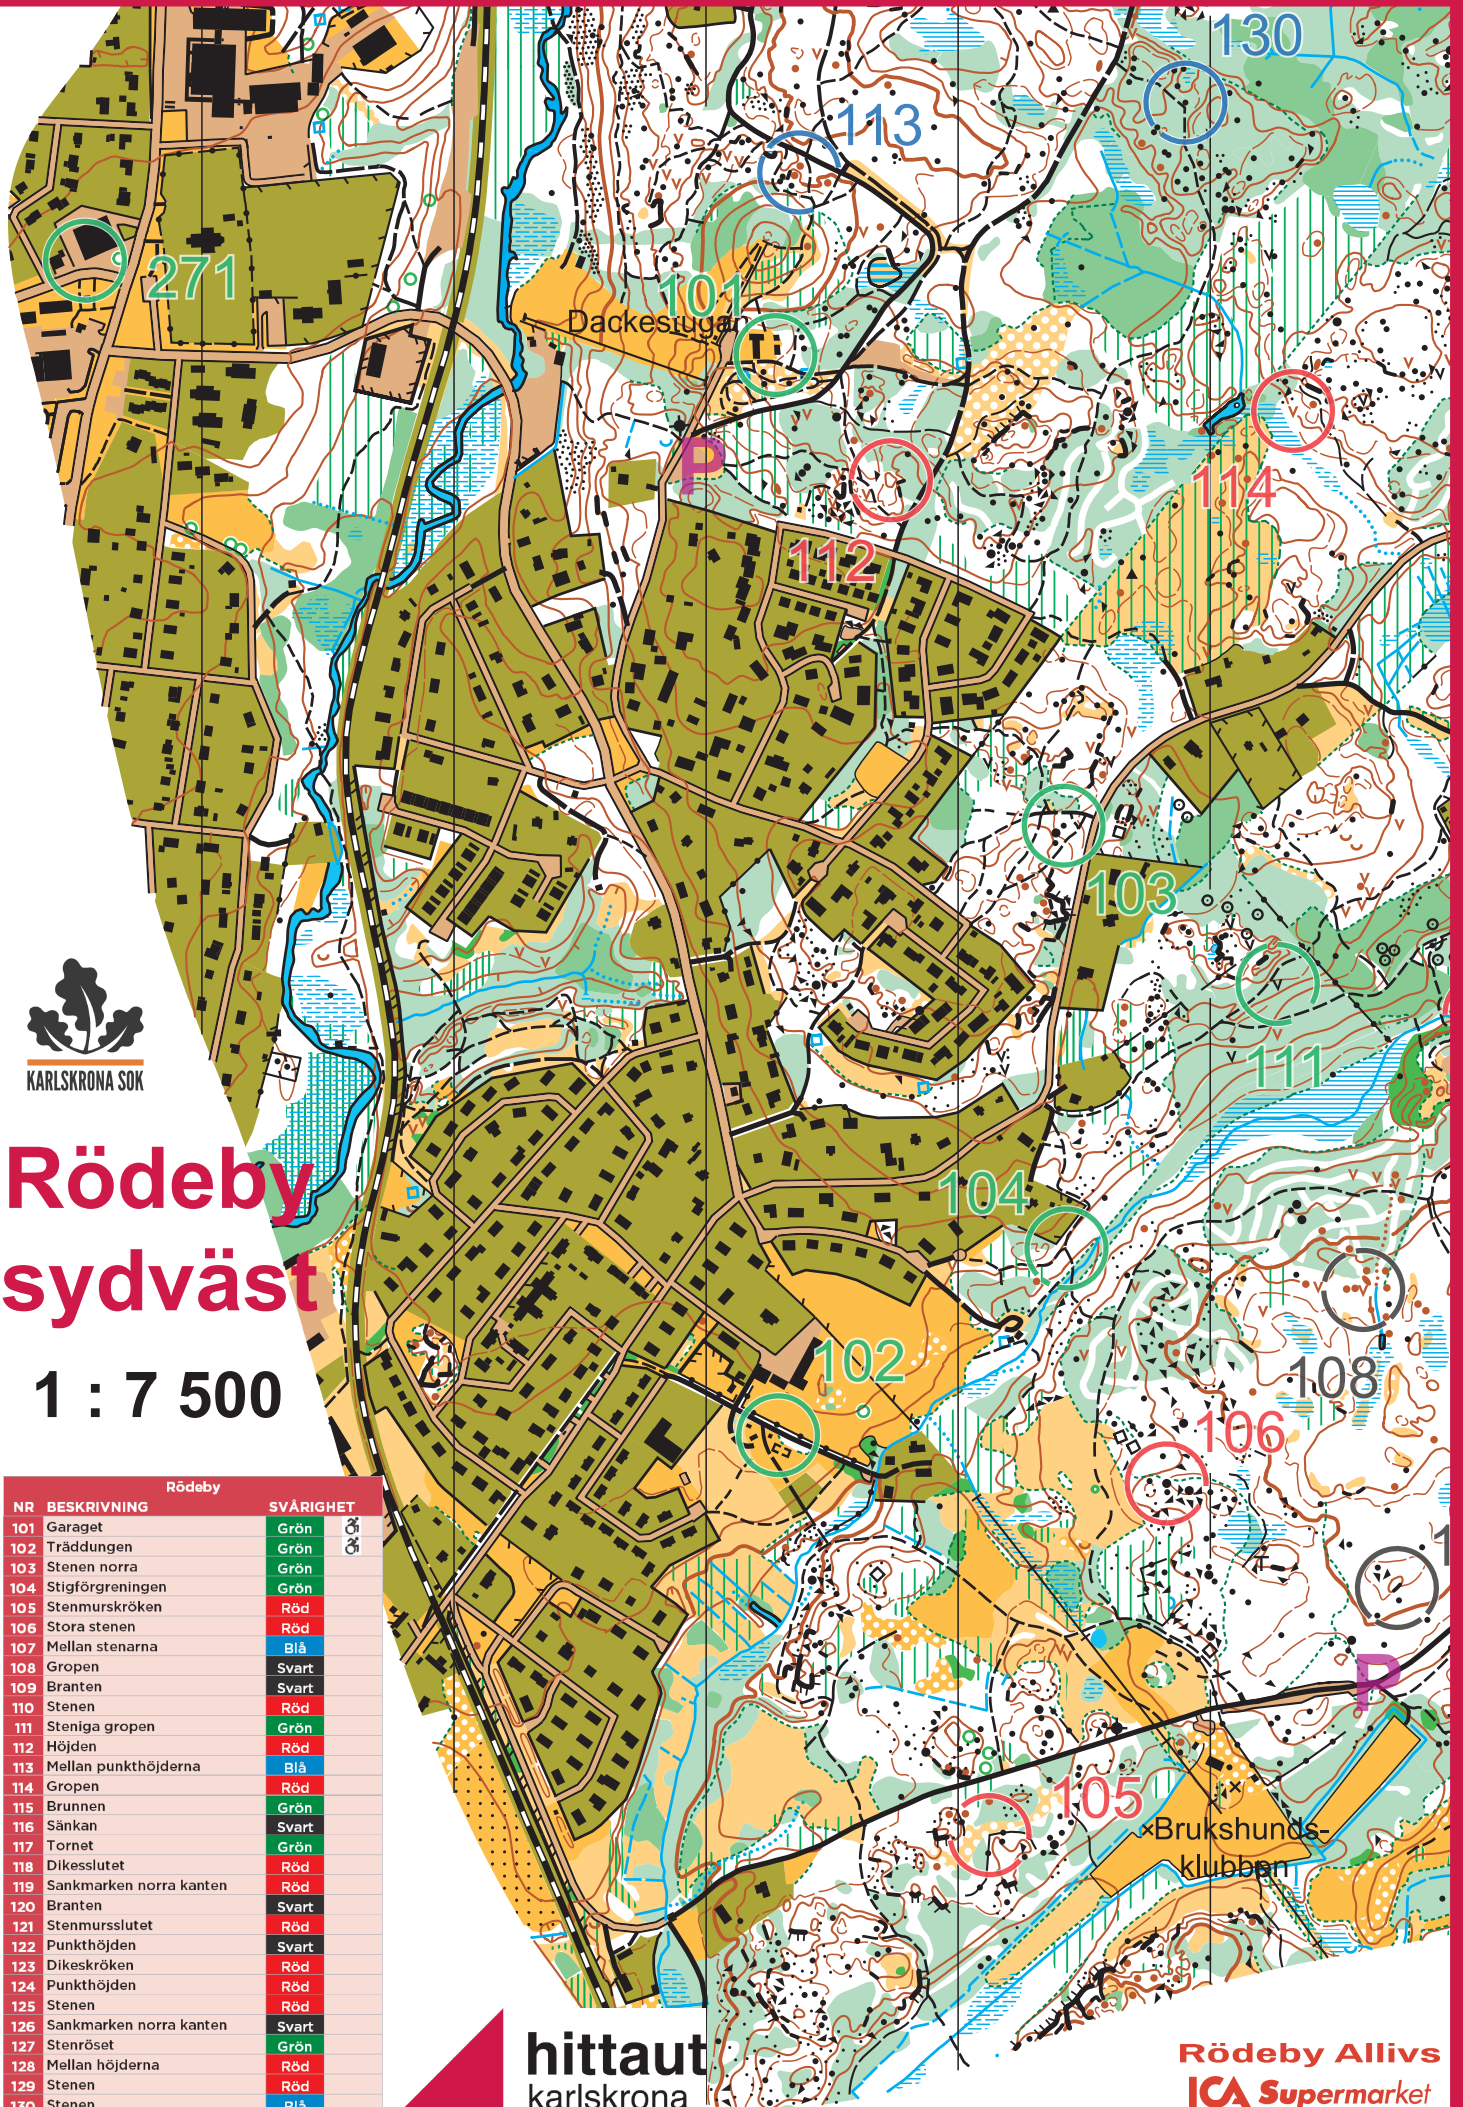 130
113
271
101
Dackestugan
P
114
112
103
111
104
KARLSKRONA SOK
Rödeby
sydväst
1 : 7 500
102
108
106
1
P
105
×Brukshunds-
klubben
Rödeby
NR BESKRIVNING SVÅRIGHET
101 Garaget Grön
102 Träddungen Grön
103 Stenen norra Grön
104 Stigförgreningen Grön
105 Stenmurskröken Röd
106 Stora stenen Röd
107 Mellan stenarna Blå
108 Gropen Svart
109 Branten Svart
110 Stenen Röd
111 Steniga gropen Grön
112 Höjden Röd
113 Mellan punkthöjderna Blå
114 Gropen Röd
115 Brunnen Grön
116 Sänkan Svart
117 Tornet Grön
118 Dikesslutet Röd
119 Sankmarken norra kanten Röd
120 Branten Svart
121 Stenmursslutet Röd
122 Punkthöjden Svart
123 Dikeskröken Röd
124 Punkthöjden Röd
125 Stenen Röd
126 Sankmarken norra kanten Svart
127 Stenröset Grön
128 Mellan höjderna Röd
129 Stenen Röd
130 Stenen Blå
hittaut
karlskrona
Rödeby Allivs
ICA Supermarket